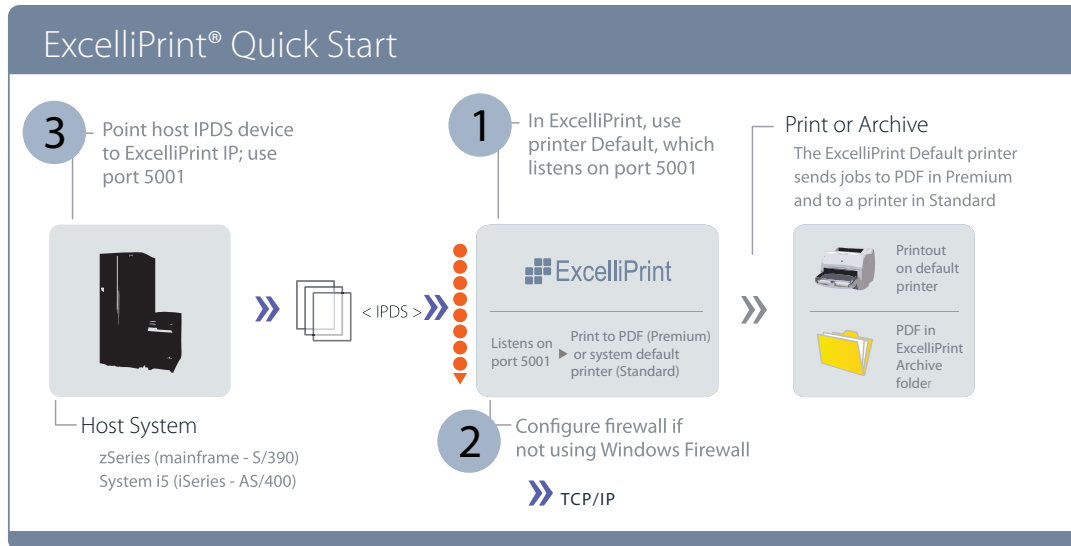 ExcelliPrint® Quick Start
3
Point host IPDS device
to ExcelliPrint IP; use
port 5001
< IPDS >
Host System
zSeries (mainframe - S/390)
System i5 (iSeries - AS/400)
1
In ExcelliPrint, use
printer Default, which
listens on port 5001
ExcelliPrint
Listens on
port 5001
Print to PDF (Premium)
or system default
printer (Standard)
2
Configure firewall if
not using Windows Firewall
TCP/IP
Print or Archive
The ExcelliPrint Default printer
sends jobs to PDF in Premium
and to a printer in Standard
Printout
on default
printer
PDF in
ExcelliPrint
Archive
folder